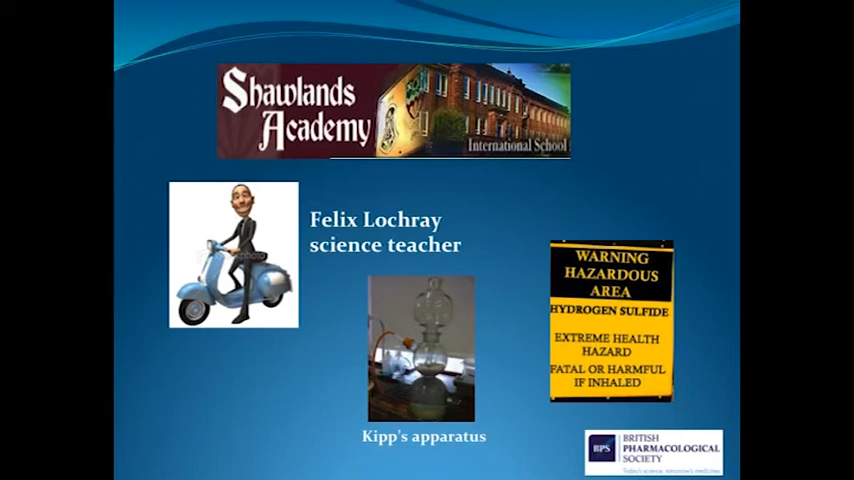 Shawlands
Academy
International School
Felix Lochray
science teacher
WARNING
HAZARDOUS
AREA
HYDROGEN SULFIDE
EXTREME HEALTH
HAZARD
FATAL OR HARMFUL
IF INHALED
Kipp's apparatus
BPS
BRITISH
PHARMACOLOGICAL
SOCIETY
Today's science, tomorrow's medicines